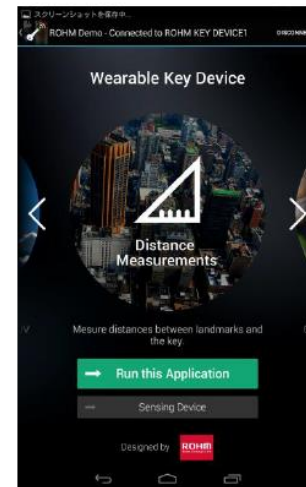 スクリーンショットを保存中...
ROHM Demo - Connected to ROHM KEY DEVICE1
Wearable Key Device
Distance
Measurements
Mesure distances between landmarks and
the key.
Run this Application
Sensing Device
Designed by ROHM